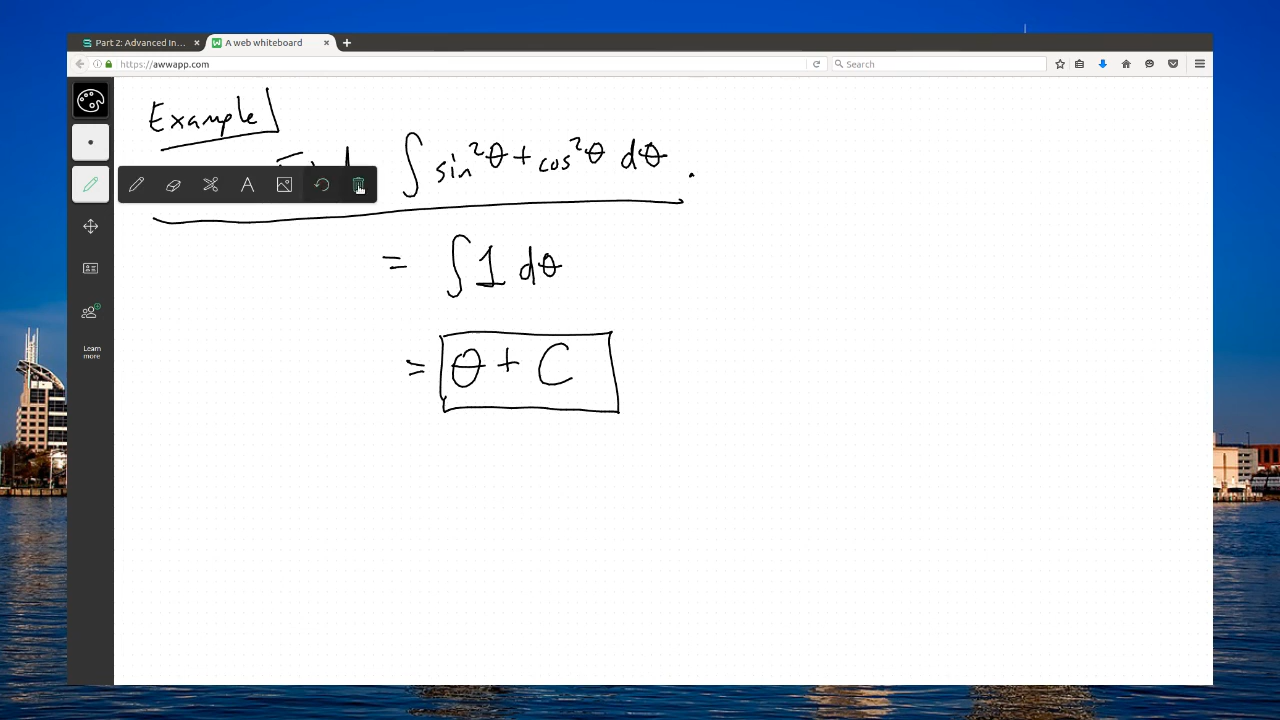 Part 2: Advanced In...
A web whiteboard
https://awwapp.com
Search
Example
∫ sin²θ + cos²θ dθ .
= ∫ 1 dθ
= θ + C
A
Learn
more